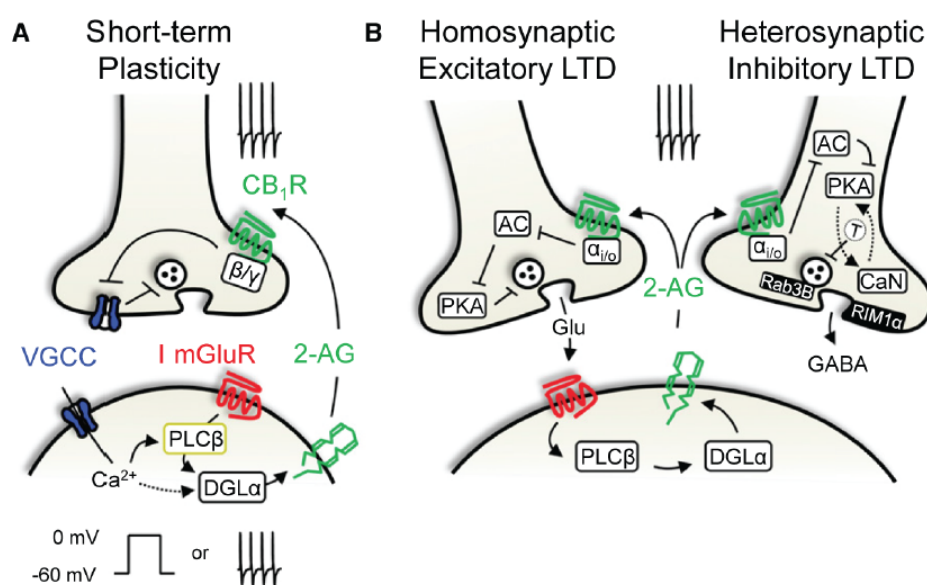 A
Short-term
Plasticity
CB₁R
β/γ
VGCC
I mGluR
2-AG
PLCβ
Ca²⁺
DGLα
0 mV
-60 mV
or
B
Homosynaptic
Excitatory LTD
Heterosynaptic
Inhibitory LTD
AC
αi/o
PKA
Glu
2-AG
AC
PKA
αi/o
T
CaN
Rab3B
RIM1α
GABA
PLCβ
DGLα